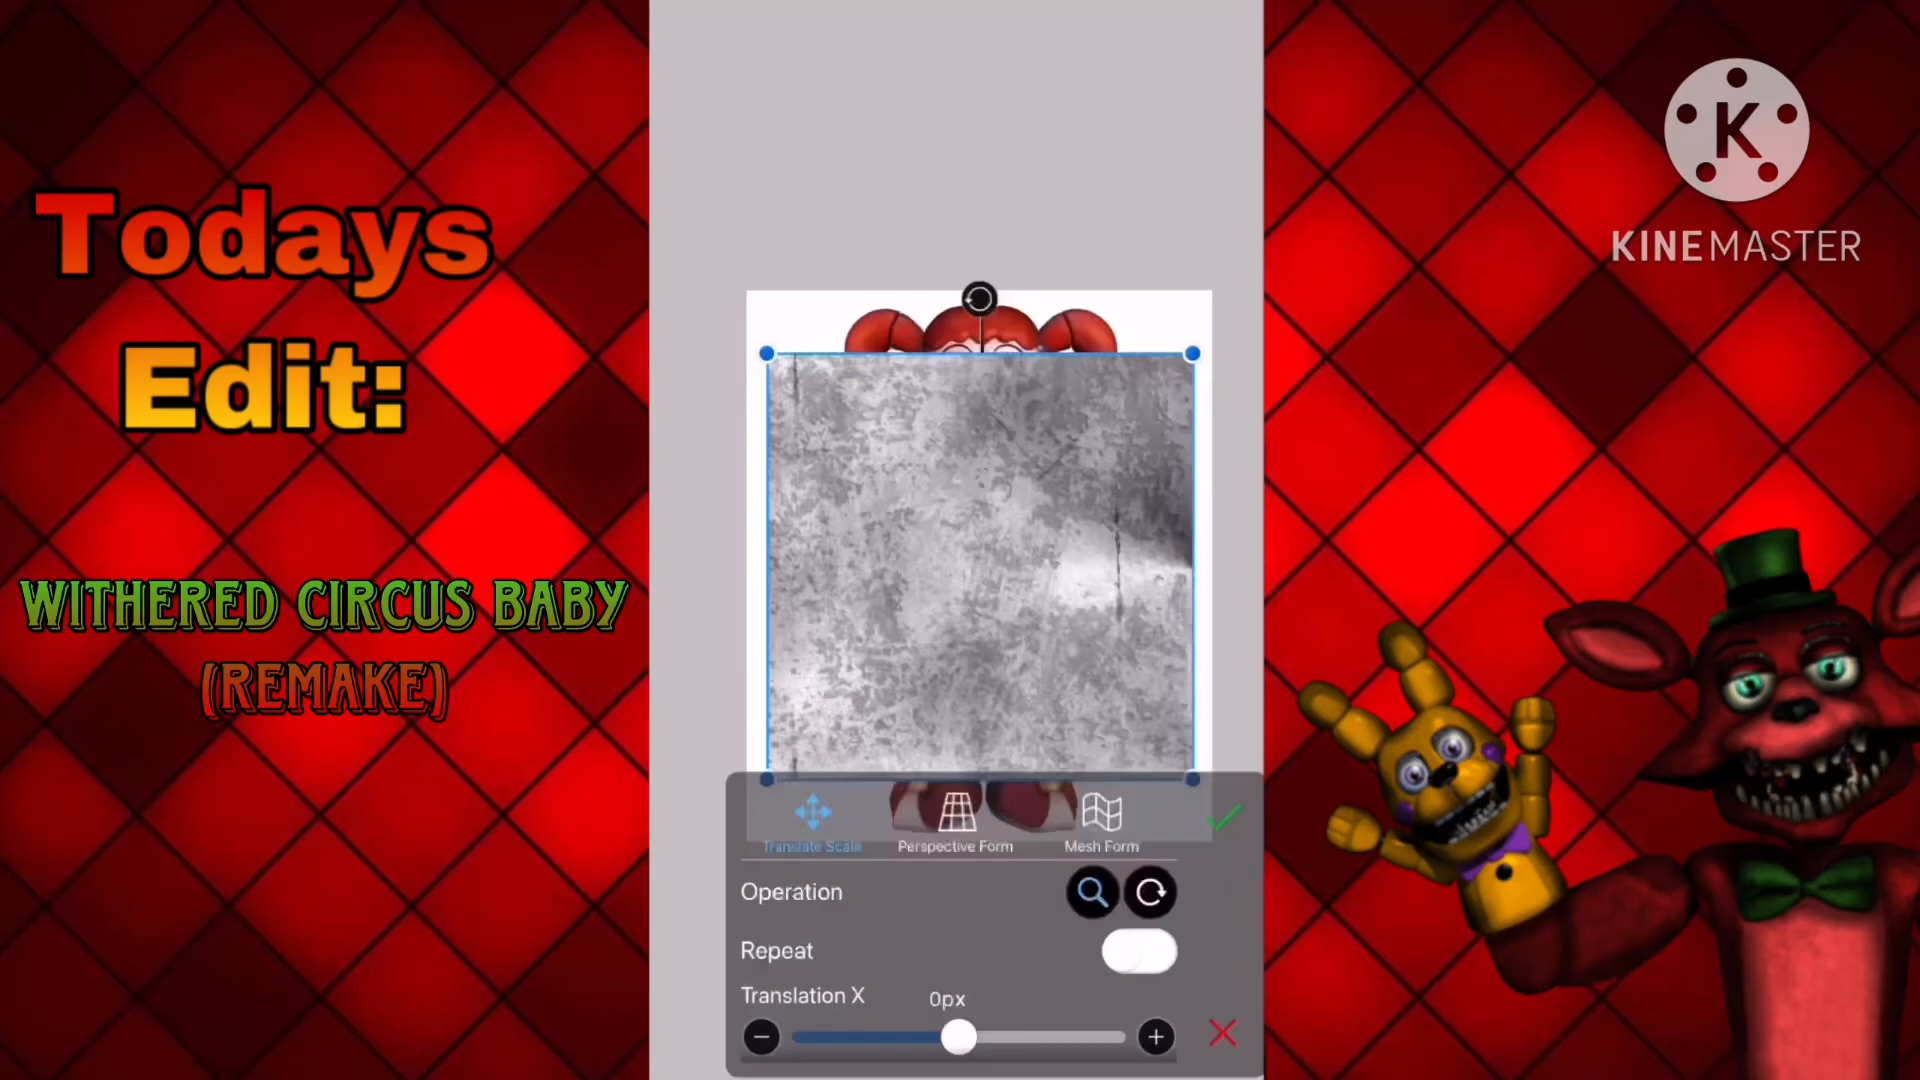 Todays
Edit:
WITHERED CIRCUS BABY
(REMAKE)
K
KINEMASTER
Translate Scale
Perspective Form
Mesh Form
Operation
Repeat
Translation X
0px